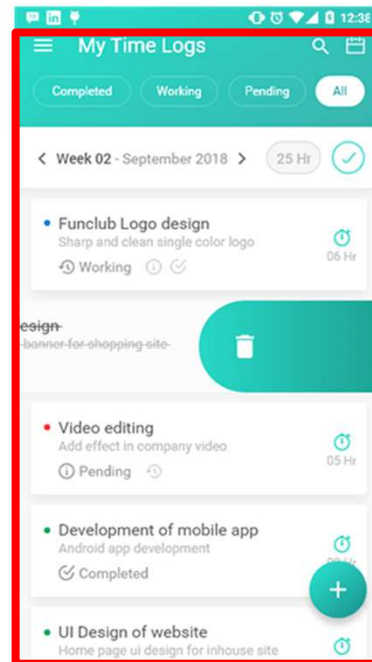 12:38
My Time Logs
Completed Working Pending All
Week 02 - September 2018 25 Hr
Funclub Logo design
Sharp and clean single color logo
06 Hr
Working
esign
banner for shopping site
Video editing
Add effect in company video
05 Hr
Pending
Development of mobile app
Android app development
Completed
UI Design of website
Home page ui design for inhouse site